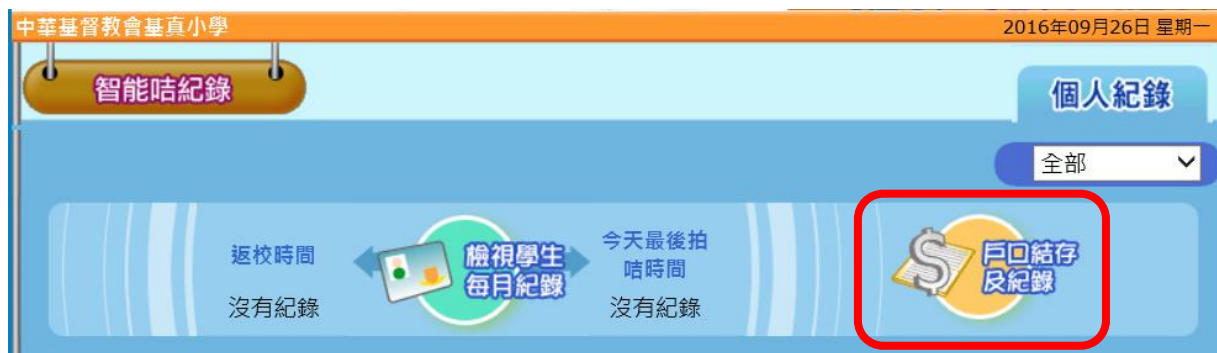 中華基督教會基真小學
2016年09月26日 星期一
智能咭紀錄
個人紀錄
全部
返校時間
沒有紀錄
檢視學生
每月紀錄
今天最後拍
咭時間
沒有紀錄
戶口結存
及紀錄